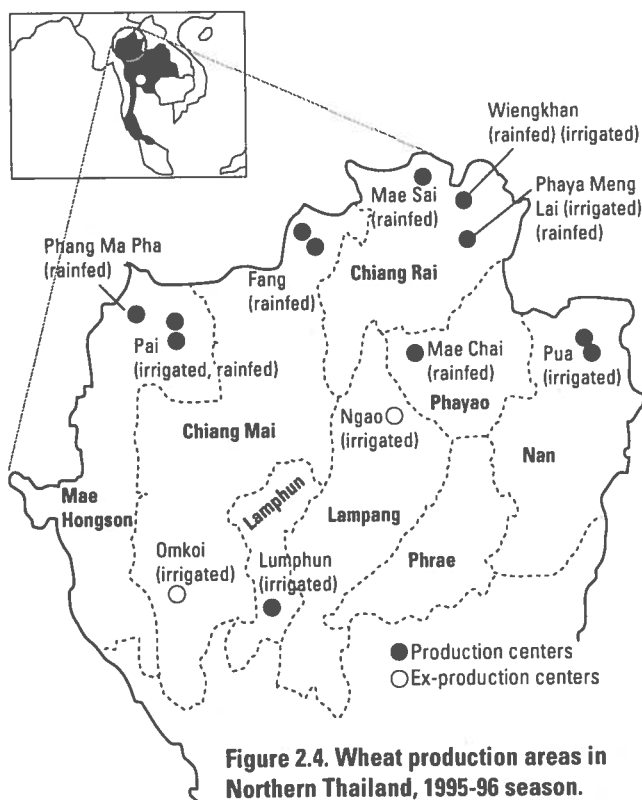 Wiengkhan
(rainfed) (irrigated)
Mae Sai
(rainfed)
Phaya Meng
Lai (irrigated)
(rainfed)
Phang Ma Pha
(rainfed)
Fang
(rainfed)
Chiang Rai
Pai
(irrigated, rainfed)
Mae Chai
(rainfed)
Pua
(irrigated)
Phayao
Chiang Mai
Ngao
(irrigated)
Nan
Mae
Hongson
Lamphun
Lampang
Omkoi
(irrigated)
Lumphun
(irrigated)
Phrae
Production centers
Ex-production centers
Figure 2.4. Wheat production areas in
Northern Thailand, 1995-96 season.